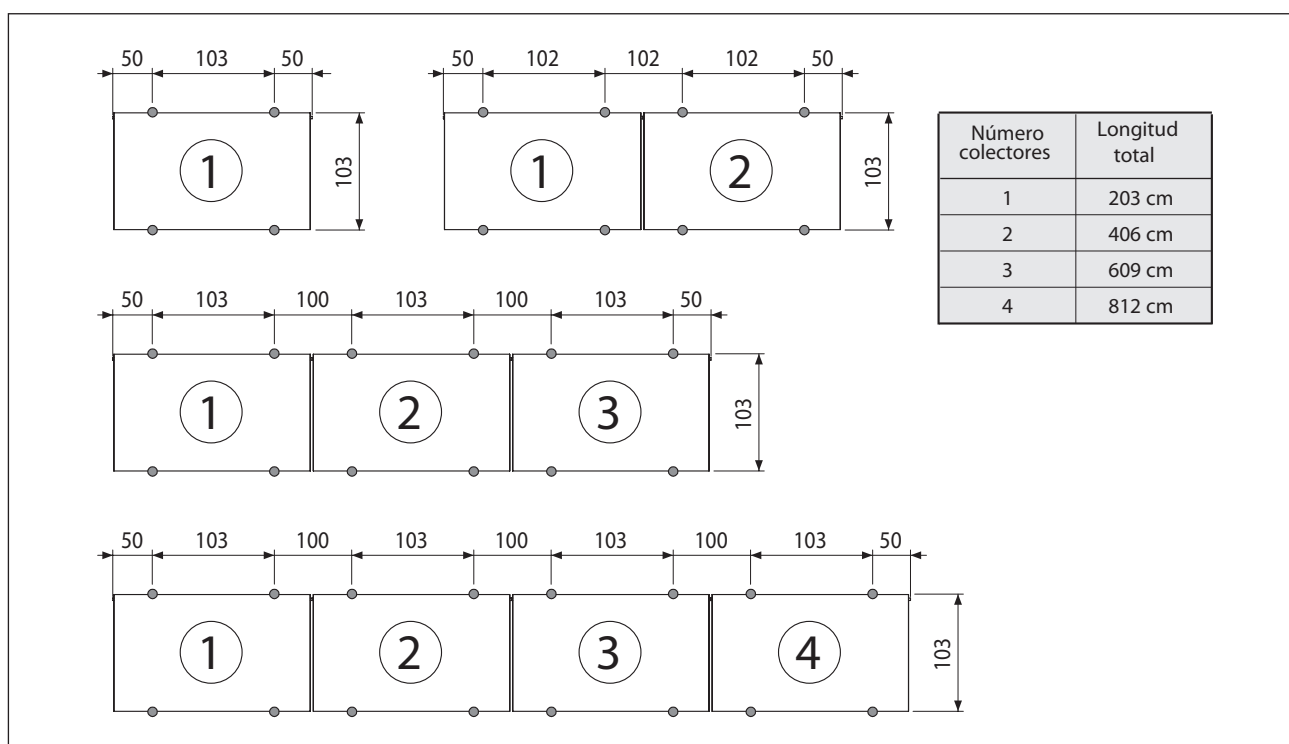 50 103 50
103
1
50 102 102 102 50
103
1 2
Número colectores
Longitud total
1 203 cm
2 406 cm
3 609 cm
4 812 cm
50 103 100 103 100 103 50
103
1 2 3
50 103 100 103 100 103 100 103 50
103
1 2 3 4